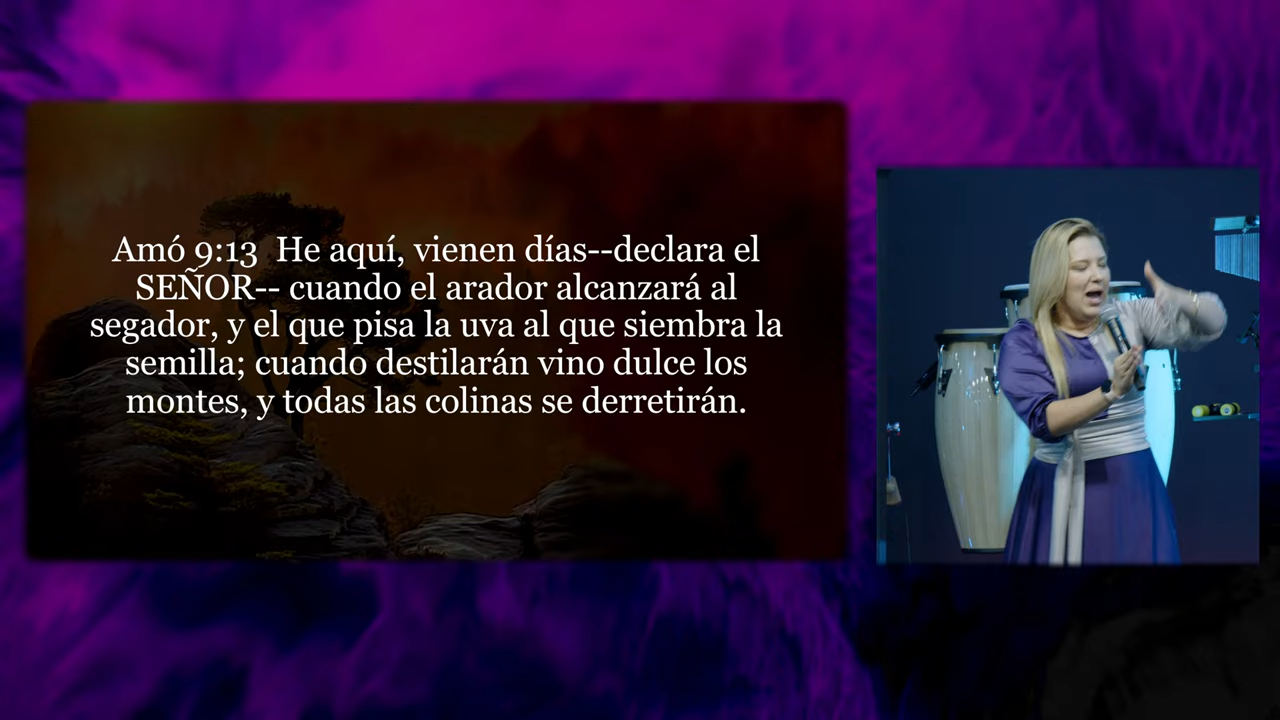 Amó 9:13  He aquí, vienen días--declara el
SEÑOR-- cuando el arador alcanzará al
segador, y el que pisa la uva al que siembra la
semilla; cuando destilarán vino dulce los
montes, y todas las colinas se derretirán.